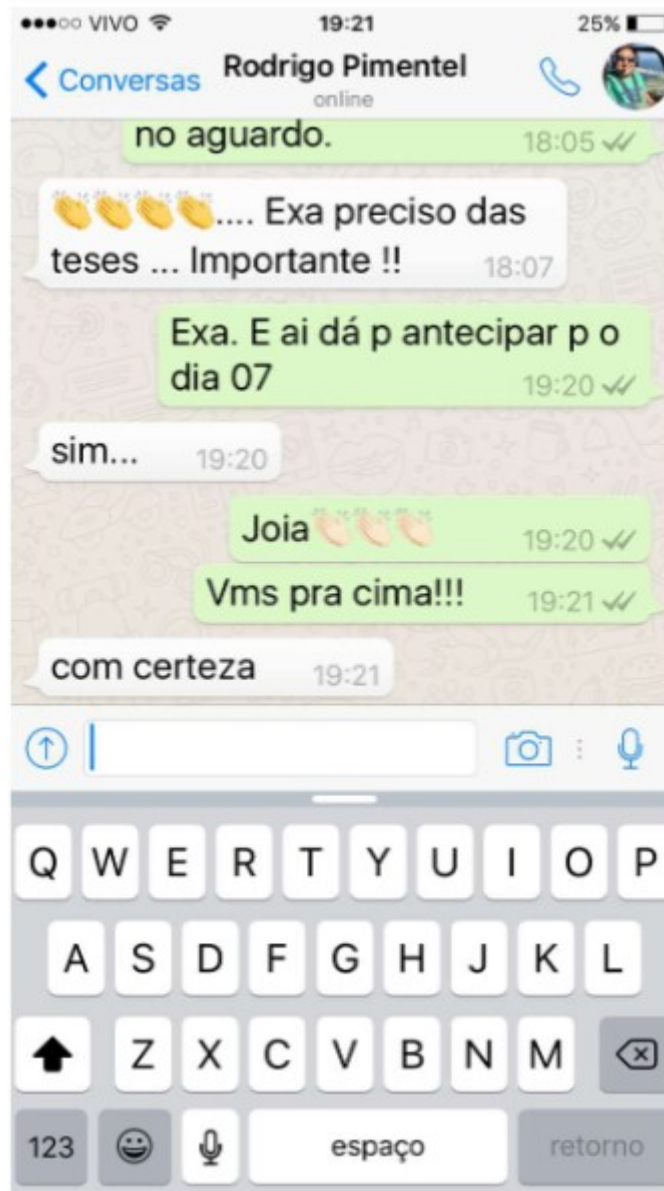 VIVO 19:21 25%
Conversas Rodrigo Pimentel
online
no aguardo. 18:05
👏👏👏👏.... Exa preciso das
teses ... Importante !! 18:07
Exa. E ai dá p antecipar p o
dia 07 19:20
sim... 19:20
Joia👏🏻👏🏻👏🏻 19:20
Vms pra cima!!! 19:21
com certeza 19:21
Q W E R T Y U I O P
A S D F G H J K L
Z X C V B N M
123 espaço retorno